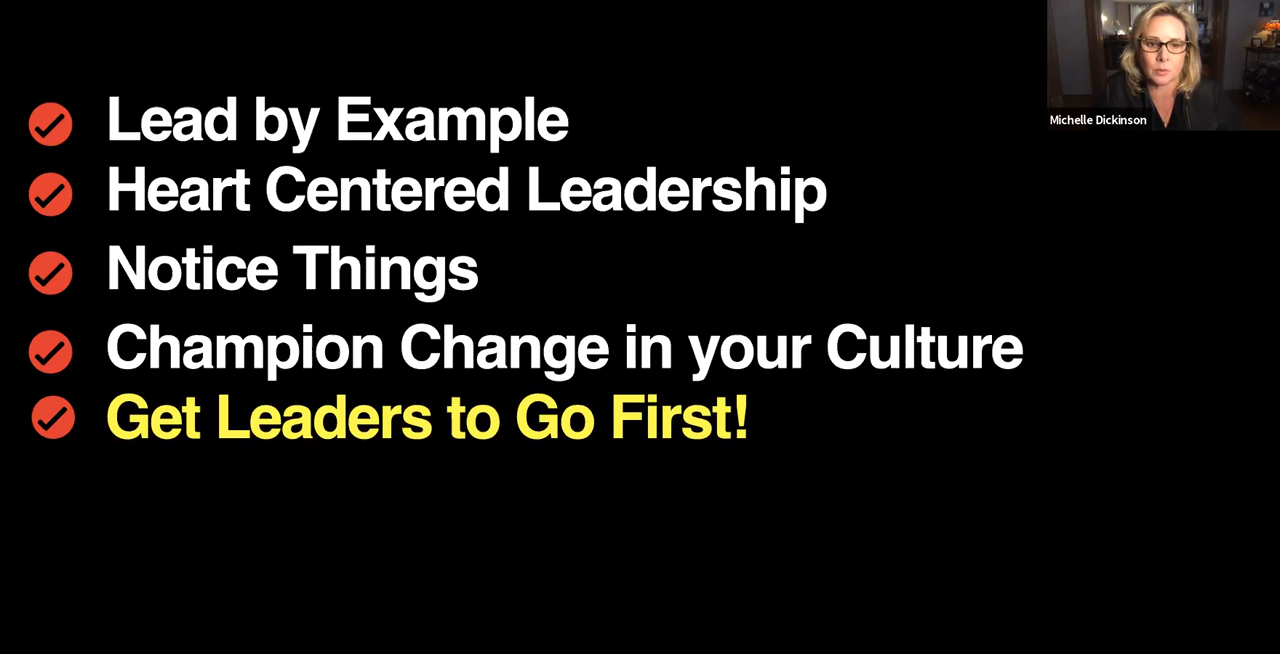 Lead by Example
Heart Centered Leadership
Notice Things
Champion Change in your Culture
Get Leaders to Go First!
Michelle Dickinson